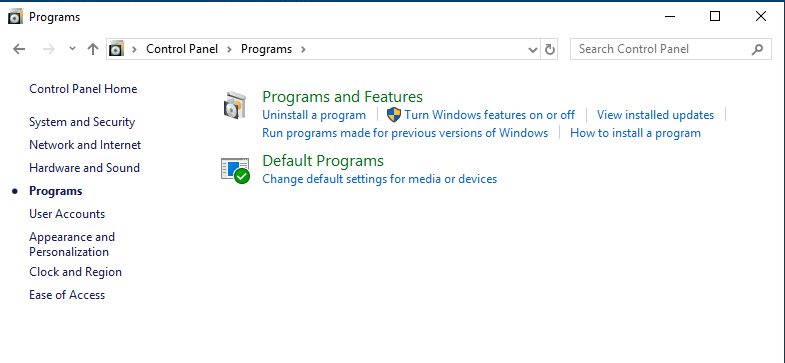 Programs
Control Panel Programs
Search Control Panel
Control Panel Home
System and Security
Network and Internet
Hardware and Sound
Programs
User Accounts
Appearance and
Personalization
Clock and Region
Ease of Access
Programs and Features
Uninstall a program Turn Windows features on or off View installed updates
Run programs made for previous versions of Windows How to install a program
Default Programs
Change default settings for media or devices